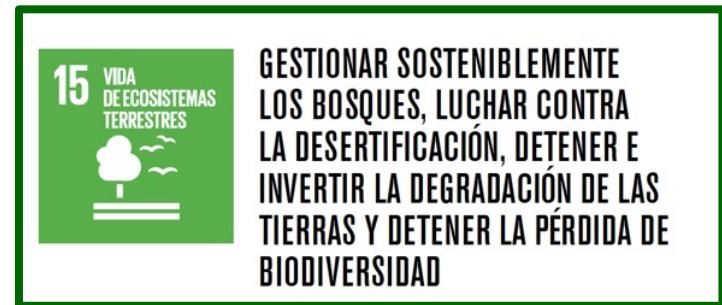 15 VIDA
DE ECOSISTEMAS
TERRESTRES
GESTIONAR SOSTENIBLEMENTE
LOS BOSQUES, LUCHAR CONTRA
LA DESERTIFICACIÓN, DETENER E
INVERTIR LA DEGRADACIÓN DE LAS
TIERRAS Y DETENER LA PÉRDIDA DE
BIODIVERSIDAD